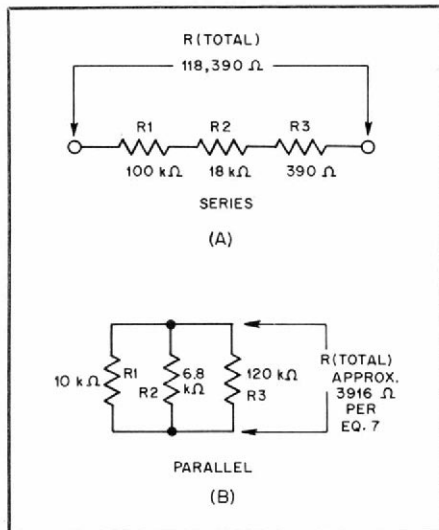 R(TOTAL)
118,390 Ω
R1 R2 R3
100 kΩ 18 kΩ 390 Ω
SERIES
(A)
10 kΩ R1
R2
6.8
kΩ
120 kΩ
R3
R(TOTAL)
APPROX.
3916 Ω
PER
EQ. 7
PARALLEL
(B)